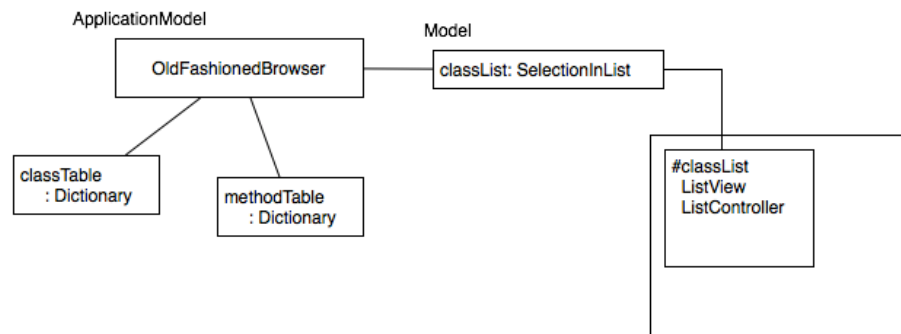 ApplicationModel
Model
OldFashionedBrowser
classList: SelectionInList
classTable
: Dictionary
methodTable
: Dictionary
#classList
ListView
ListController